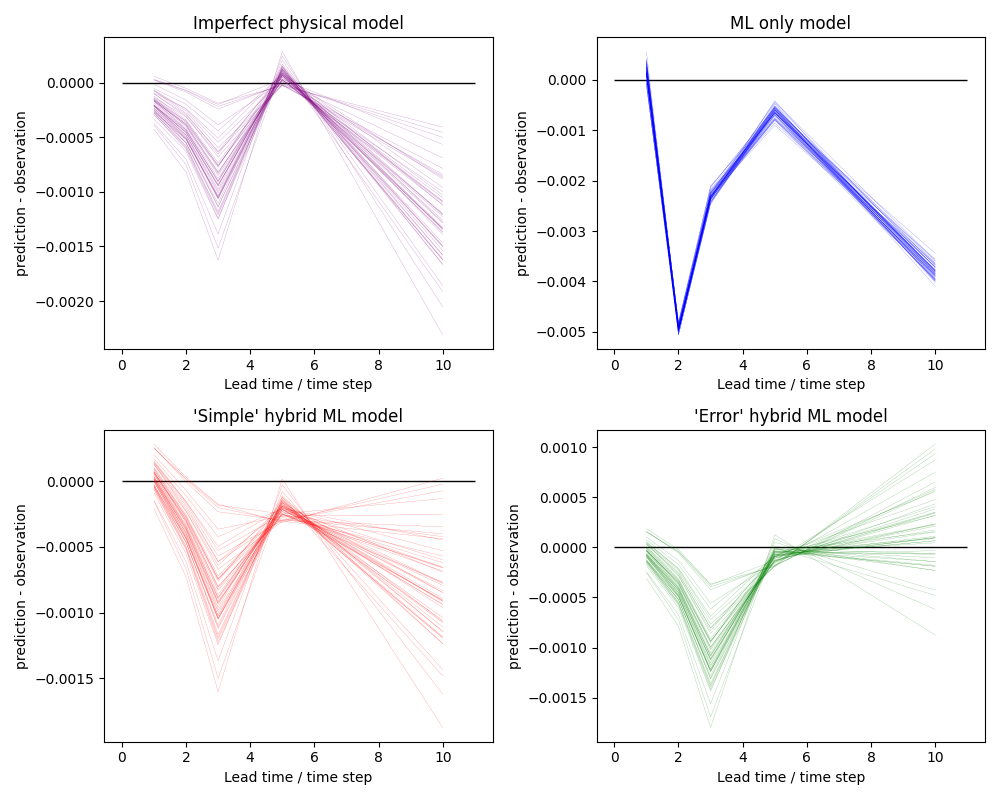 Imperfect physical model
prediction - observation
0.0000
−0.0005
−0.0010
−0.0015
−0.0020
0 2 4 6 8 10
Lead time / time step
ML only model
prediction - observation
0.000
−0.001
−0.002
−0.003
−0.004
−0.005
0 2 4 6 8 10
Lead time / time step
'Simple' hybrid ML model
prediction - observation
0.0000
−0.0005
−0.0010
−0.0015
0 2 4 6 8 10
Lead time / time step
'Error' hybrid ML model
prediction - observation
0.0010
0.0005
0.0000
−0.0005
−0.0010
−0.0015
0 2 4 6 8 10
Lead time / time step